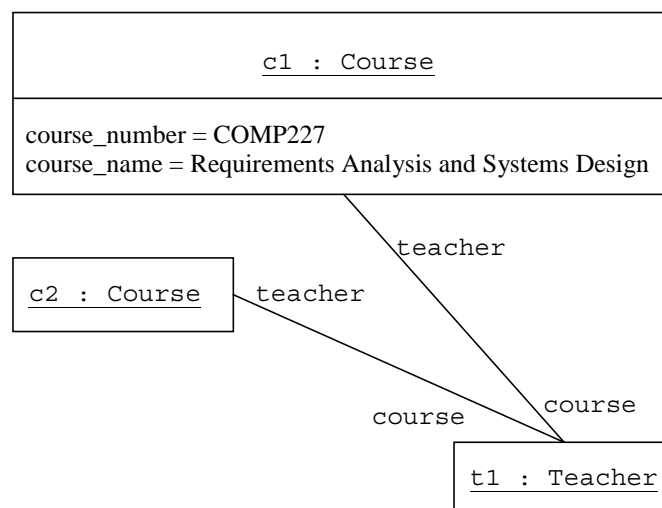 c1 : Course
course_number = COMP227
course_name = Requirements Analysis and Systems Design
teacher
c2 : Course
teacher
course
course
t1 : Teacher